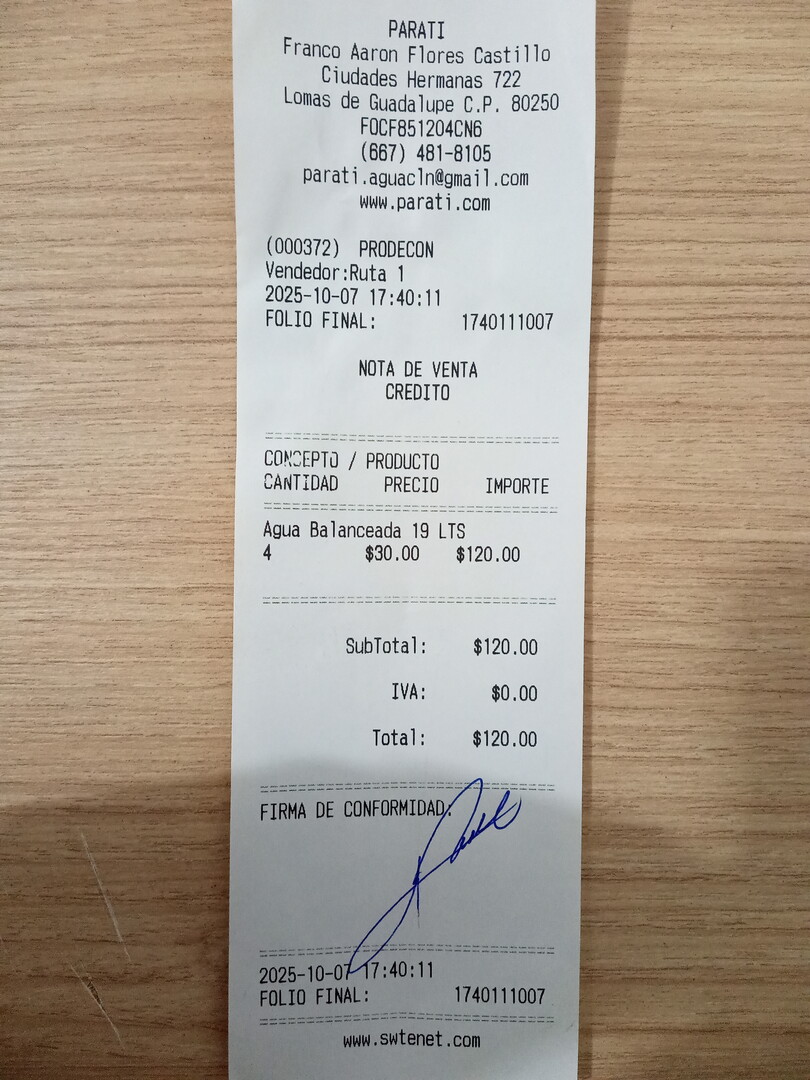 PARATI
Franco Aaron Flores Castillo
Ciudades Hermanas 722
Lomas de Guadalupe C.P. 80250
FOCF851204CN6
(667) 481-8105
parati.aguacln@gmail.com
www.parati.com
(000372) PRODECON
Vendedor:Ruta 1
2025-10-07 17:40:11
FOLIO FINAL: 1740111007
NOTA DE VENTA
CREDITO
CONCEPTO / PRODUCTO
CANTIDAD PRECIO IMPORTE
Agua Balanceada 19 LTS
4 $30.00 $120.00
SubTotal: $120.00
IVA: $0.00
Total: $120.00
FIRMA DE CONFORMIDAD:
2025-10-07 17:40:11
FOLIO FINAL: 1740111007
www.swtenet.com